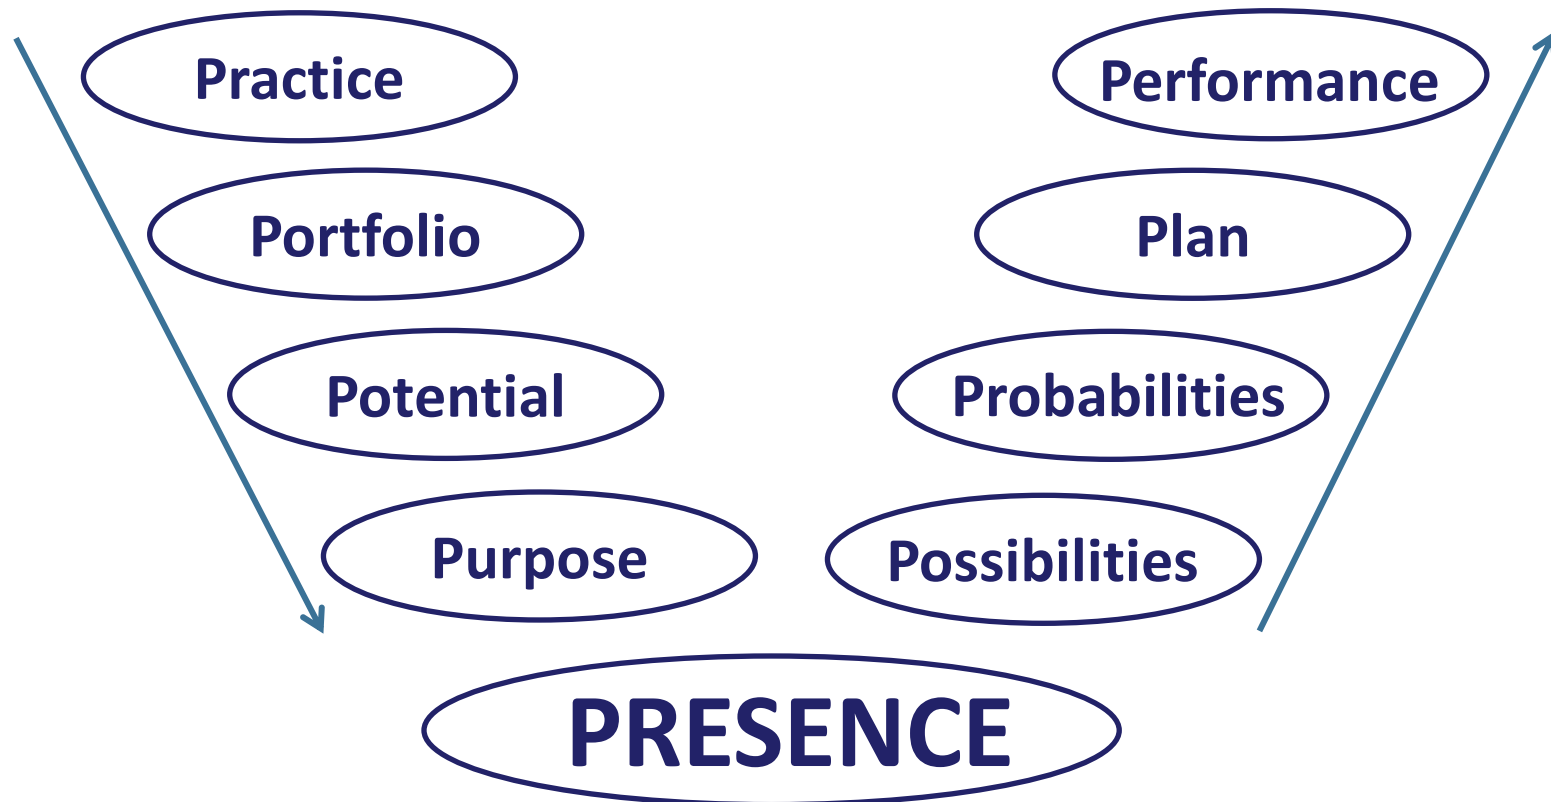 Practice
Portfolio
Potential
Purpose
PRESENCE
Possibilities
Probabilities
Plan
Performance